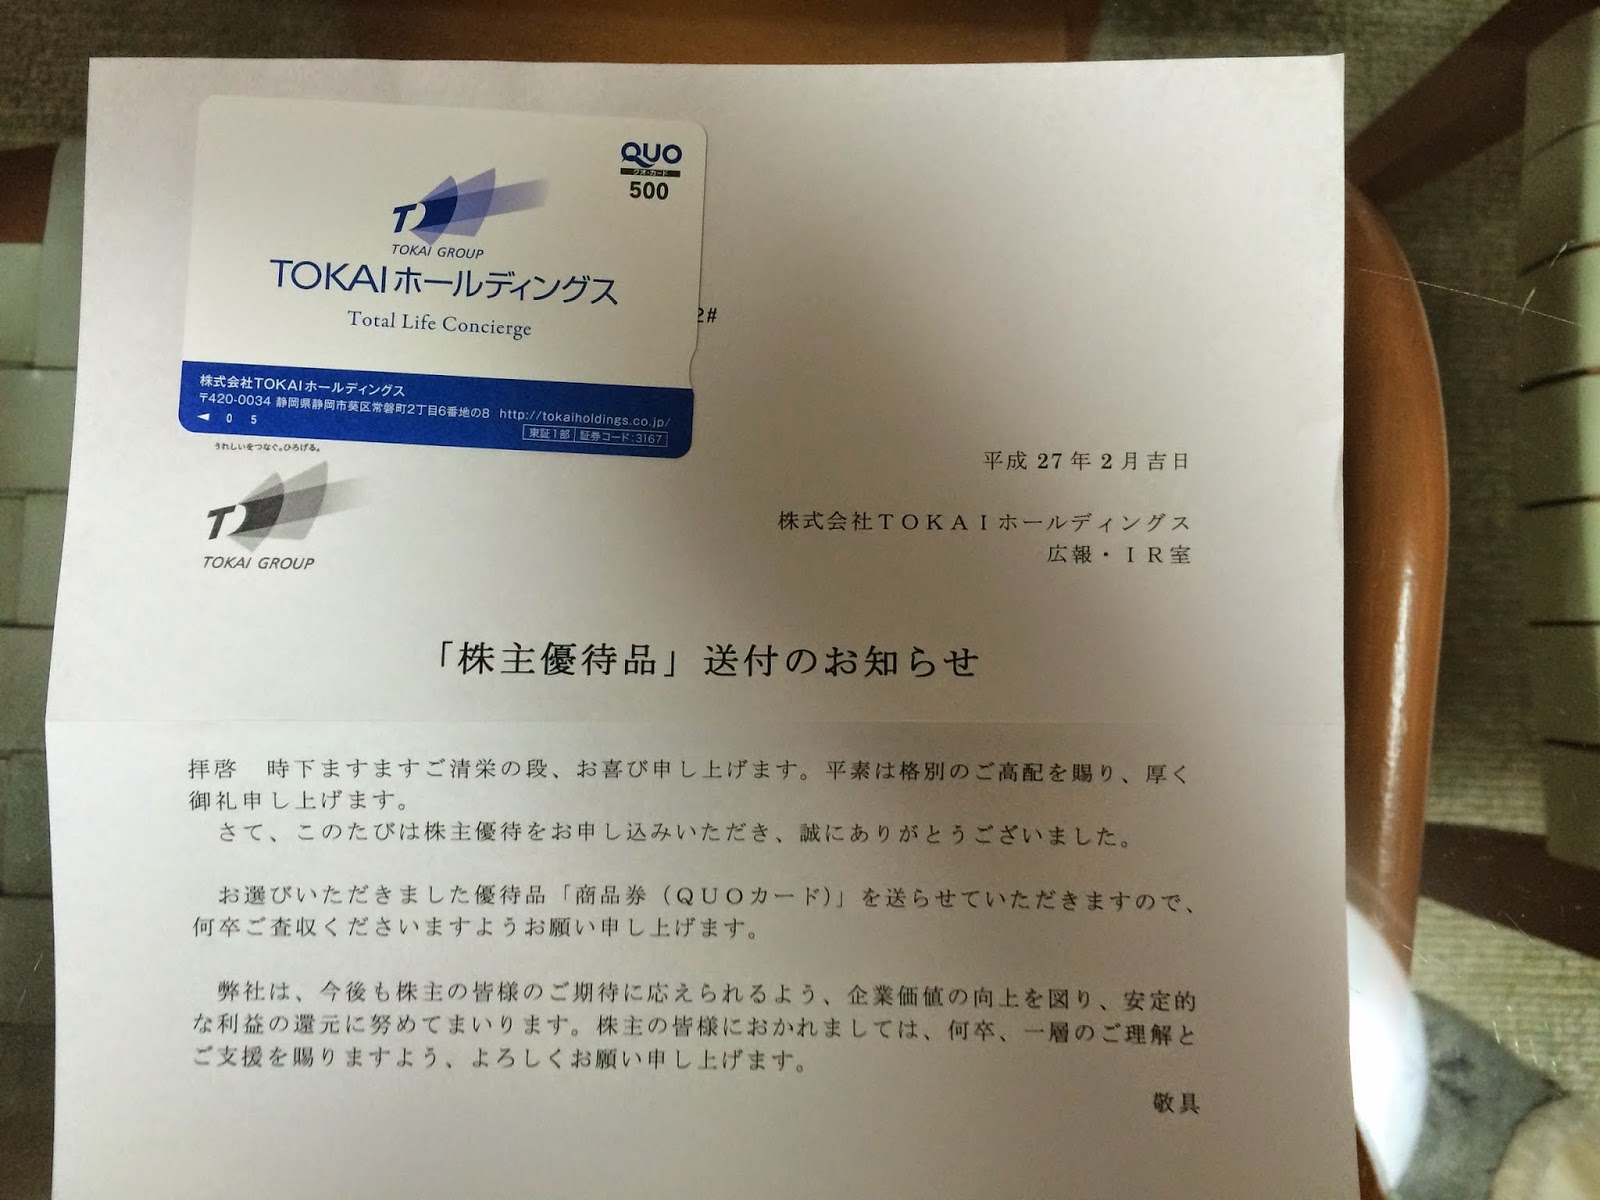 QUO
クオ・カード
500
T
TOKAI GROUP
TOKAIホールディングス
Total Life Concierge
株式会社TOKAIホールディングス
〒420-0034 静岡県静岡市葵区常磐町2丁目6番地の8 http://tokaiholdings.co.jp/
◀ 0 5
東証1部 証券コード:3167
2#
うれしいをつなぐ。ひろげる。
T
TOKAI GROUP
平成27年2月吉日
株式会社TOKAIホールディングス
広報・IR室
「株主優待品」送付のお知らせ
拝啓 時下ますますご清栄の段、お喜び申し上げます。平素は格別のご高配を賜り、厚く
御礼申し上げます。
さて、このたびは株主優待をお申し込みいただき、誠にありがとうございました。
お選びいただきました優待品「商品券(QUOカード)」を送らせていただきますので、
何卒ご査収くださいますようお願い申し上げます。
弊社は、今後も株主の皆様のご期待に応えられるよう、企業価値の向上を図り、安定的
な利益の還元に努めてまいります。株主の皆様におかれましては、何卒、一層のご理解と
ご支援を賜りますよう、よろしくお願い申し上げます。
敬具